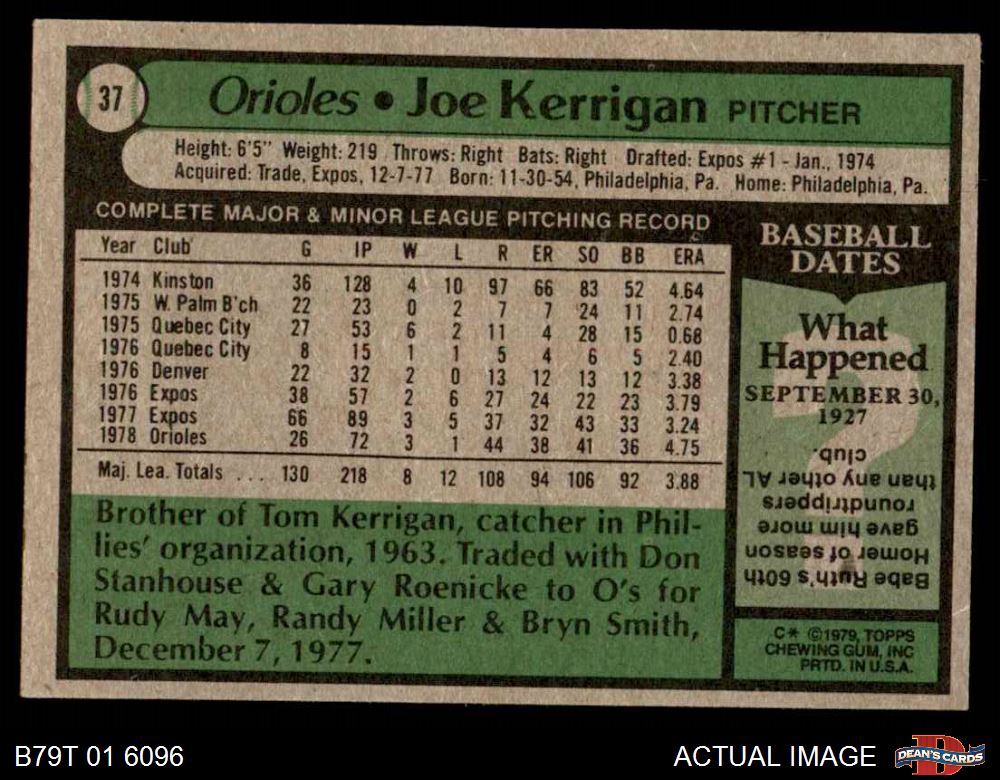 37
Orioles • Joe Kerrigan PITCHER
Height: 6'5" Weight: 219 Throws: Right Bats: Right Drafted: Expos #1 - Jan., 1974
Acquired: Trade, Expos, 12-7-77 Born: 11-30-54, Philadelphia, Pa. Home: Philadelphia, Pa.
COMPLETE MAJOR & MINOR LEAGUE PITCHING RECORD
Year Club G IP W L R ER SO BB ERA
1974 Kinston 36 128 4 10 97 66 83 52 4.64
1975 W. Palm B'ch 22 23 0 2 7 7 24 11 2.74
1975 Quebec City 27 53 6 2 11 4 28 15 0.68
1976 Quebec City 8 15 1 1 5 4 6 5 2.40
1976 Denver 22 32 2 0 13 12 13 12 3.38
1976 Expos 38 57 2 6 27 24 22 23 3.79
1977 Expos 66 89 3 5 37 32 43 33 3.24
1978 Orioles 26 72 3 1 44 38 41 36 4.75
Maj. Lea. Totals ... 130 218 8 12 108 94 106 92 3.88
Brother of Tom Kerrigan, catcher in Phil-
lies' organization, 1963. Traded with Don
Stanhouse & Gary Roenicke to O's for
Rudy May, Randy Miller & Bryn Smith,
December 7, 1977.
BASEBALL
DATES
What
Happened
SEPTEMBER 30,
1927
Babe Ruth's 60th
Homer of season
gave him more
roundtrippers
than any other AL
club.
C* ©1979, TOPPS
CHEWING GUM, INC
PRTD. IN U.S.A.
B79T 01 6096
ACTUAL IMAGE
D
DEAN'S CARDS